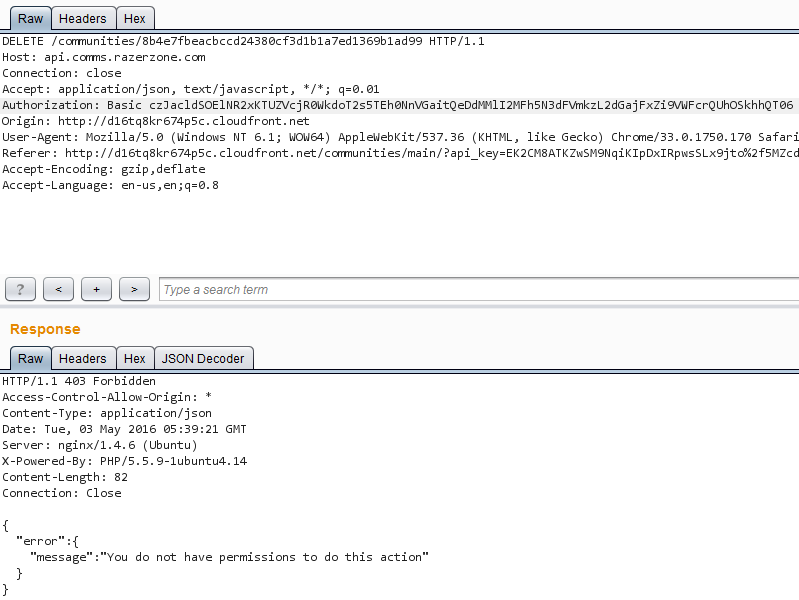 Raw Headers Hex
DELETE /communities/8b4e7fbeacbccd24380cf3d1b1a7ed1369b1ad99 HTTP/1.1
Host: api.comms.razerzone.com
Connection: close
Accept: application/json, text/javascript, */*; q=0.01
Authorization: Basic czJacldSOElNR2xKTUZVcjR0WkdoT2s5TEh0NnVGaitQeDdMMlI2MFh5N3dFVmkzL2dGajFxZi9VWFcrQUhOSkhhQT06
Origin: http://d16tq8kr674p5c.cloudfront.net
User-Agent: Mozilla/5.0 (Windows NT 6.1; WOW64) AppleWebKit/537.36 (KHTML, like Gecko) Chrome/33.0.1750.170 Safari
Referer: http://d16tq8kr674p5c.cloudfront.net/communities/main/?api_key=EK2CM8ATKZwSM9NqiKIpDxIRpwsSLx9jto%2f5MZcd
Accept-Encoding: gzip,deflate
Accept-Language: en-us,en;q=0.8
? < + > Type a search term
Response
Raw Headers Hex JSON Decoder
HTTP/1.1 403 Forbidden
Access-Control-Allow-Origin: *
Content-Type: application/json
Date: Tue, 03 May 2016 05:39:21 GMT
Server: nginx/1.4.6 (Ubuntu)
X-Powered-By: PHP/5.5.9-1ubuntu4.14
Content-Length: 82
Connection: Close
{
"error":{
"message":"You do not have permissions to do this action"
}
}